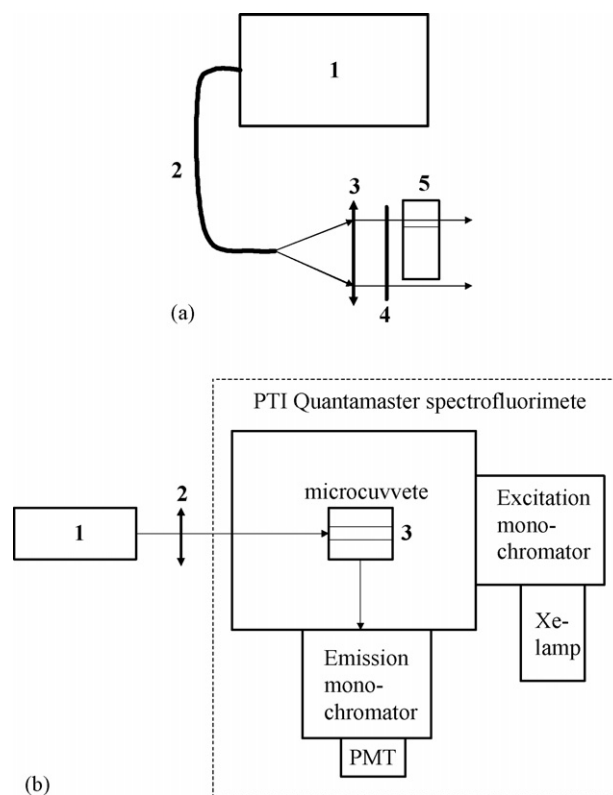 1
2
3
5
4
(a)
PTI Quantamaster spectrofluorimete
2
microcuvvete
1
3
Excitation
mono-
chromator
Xe-
lamp
Emission
mono-
chromator
PMT
(b)